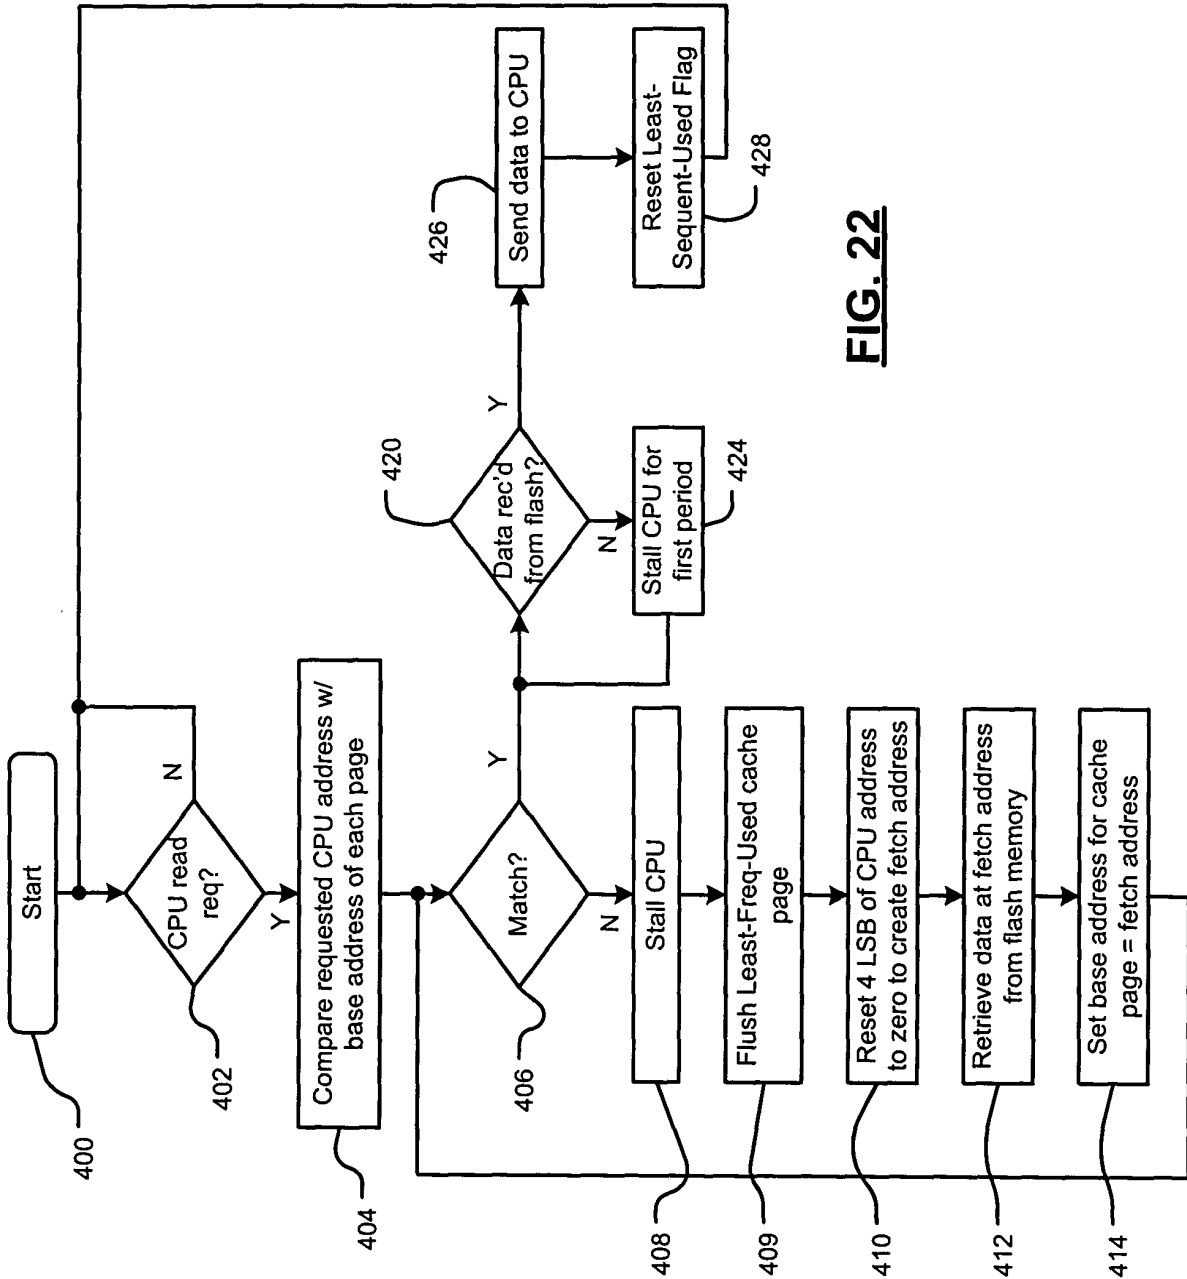 400
Start
402
CPU read
req?
N
Y
404
Compare requested CPU address w/
base address of each page
406
Match?
Y
N
420
Data rec'd
from flash?
Y
N
424
Stall CPU for
first period
426
Send data to CPU
428
Reset Least-
Sequent-Used Flag
408
Stall CPU
409
Flush Least-Freq-Used cache
page
410
Reset 4 LSB of CPU address
to zero to create fetch address
412
Retrieve data at fetch address
from flash memory
414
Set base address for cache
page = fetch address
FIG. 22